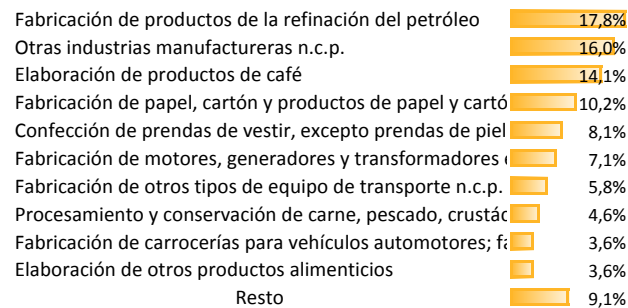 Fabricación de productos de la refinación del petróleo 17,8%
Otras industrias manufactureras n.c.p. 16,0%
Elaboración de productos de café 14,1%
Fabricación de papel, cartón y productos de papel y cartó 10,2%
Confección de prendas de vestir, excepto prendas de piel 8,1%
Fabricación de motores, generadores y transformadores 7,1%
Fabricación de otros tipos de equipo de transporte n.c.p. 5,8%
Procesamiento y conservación de carne, pescado, crustác 4,6%
Fabricación de carrocerías para vehículos automotores; fa 3,6%
Elaboración de otros productos alimenticios 3,6%
Resto 9,1%